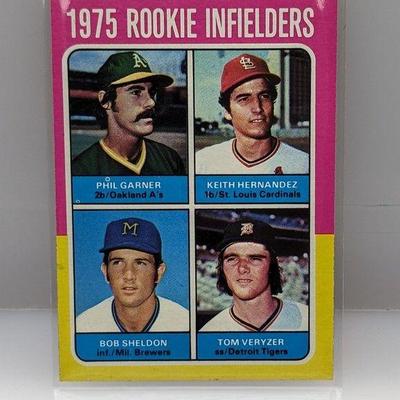 1975 ROOKIE INFIELDERS
A's
StL
PHIL GARNER
2b/Oakland A's
KEITH HERNANDEZ
1b/St. Louis Cardinals
M
B
BOB SHELDON
inf./Mil. Brewers
TOM VERYZER
ss/Detroit Tigers